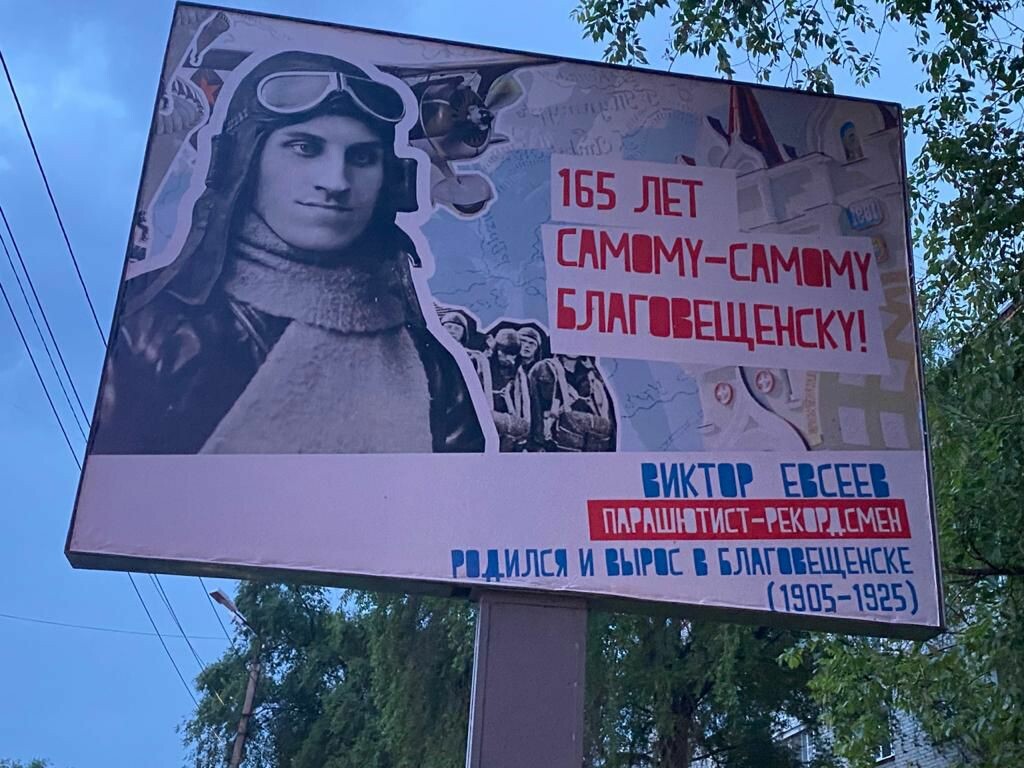 165 ЛЕТ
САМОМУ-САМОМУ
БЛАГОВЕЩЕНСКУ!
ВИКТОР ЕВСЕЕВ
ПАРАШЮТИСТ-РЕКОРДСМЕН
РОДИЛСЯ И ВЫРОС В БЛАГОВЕЩЕНСКЕ
(1905-1925)